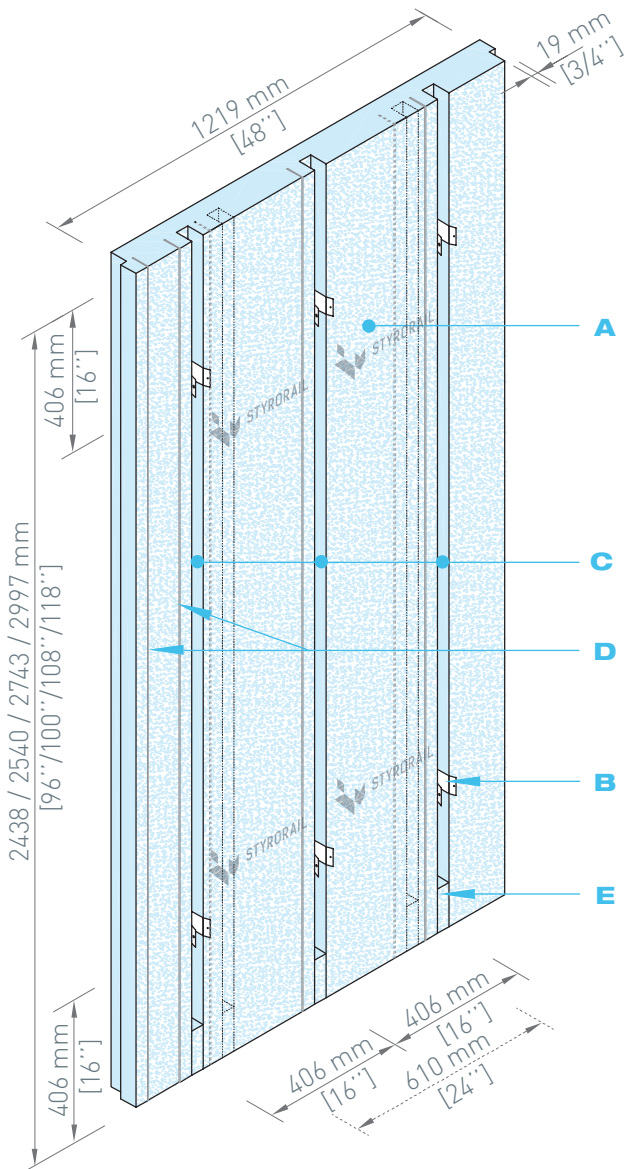 19 mm
[3/4’’]
1219 mm
[48’’]
A
STYRORAIL
406 mm
[16’’]
STYRORAIL
C
2438 / 2540 / 2743 / 2997 mm
[96’’/100’’/108’’/118’’]
D
STYRORAIL
B
STYRORAIL
E
406 mm
[16’’]
406 mm
[16’’]
406 mm
[16’’]
610 mm
[24’’]